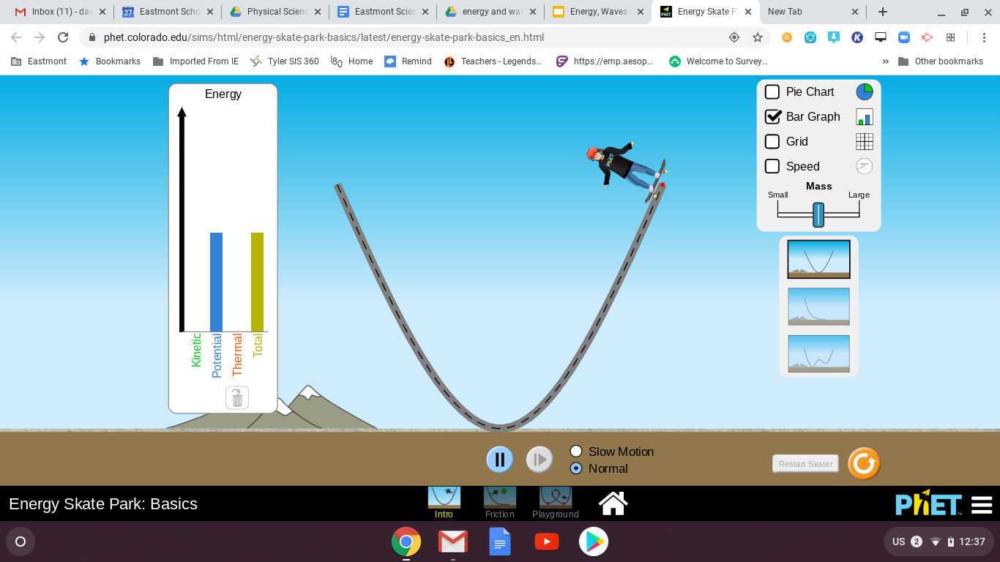 Inbox (11) - dav
27 Eastmont Scho
Physical Scienc
Eastmont Scien
energy and wav
Energy, Waves
Energy Skate P
New Tab
phet.colorado.edu/sims/html/energy-skate-park-basics/latest/energy-skate-park-basics_en.html
Eastmont
Bookmarks
Imported From IE
Tyler SIS 360
Home
Remind
Teachers - Legends...
https://emp.aesop...
Welcome to Survey...
»
Other bookmarks
Energy
Kinetic
Potential
Thermal
Total
PhET
Pie Chart
Bar Graph
Grid
Speed
Mass
Small
Large
Slow Motion
Normal
Restart Skater
Energy Skate Park: Basics
Intro
Friction
Playground
PhET
US 2 12:37